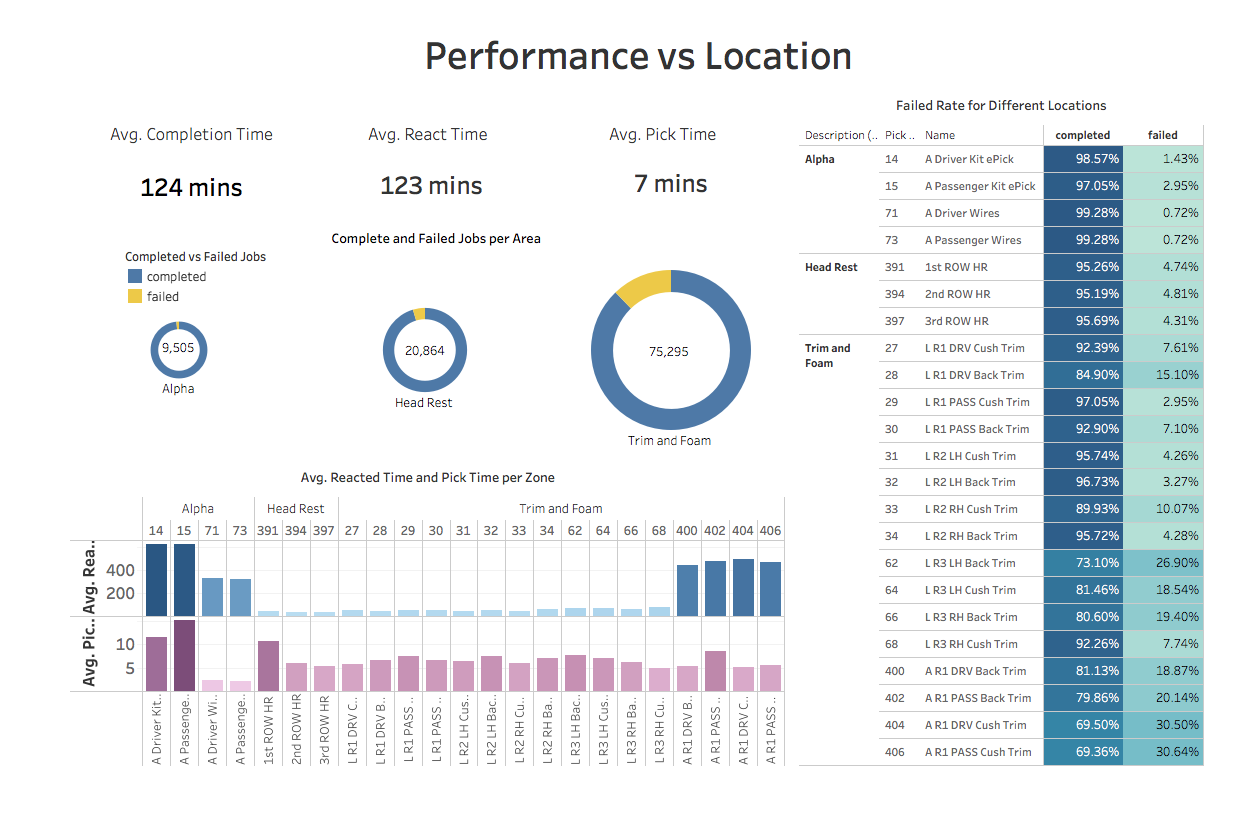 Performance vs Location
Avg. Completion Time
124 mins
Avg. React Time
123 mins
Avg. Pick Time
7 mins
Complete and Failed Jobs per Area
Completed vs Failed Jobs
completed
failed
9,505
Alpha
20,864
Head Rest
75,295
Trim and Foam
Avg. Reacted Time and Pick Time per Zone
Alpha Head Rest Trim and Foam
14 15 71 73 391 394 397 27 28 29 30 31 32 33 34 62 64 66 68 400 402 404 406
Avg. Rea..
400
200
Avg. Pic..
10
5
A Driver Kit..
A Passenge..
A Driver Wi..
A Passenge..
1st ROW HR
2nd ROW HR
3rd ROW HR
L R1 DRV C..
L R1 DRV B..
L R1 PASS ..
L R1 PASS ..
L R2 LH Cus..
L R2 LH Bac..
L R2 RH Cu..
L R2 RH Ba..
L R3 LH Bac..
L R3 LH Cus..
L R3 RH Ba..
L R3 RH Cu..
A R1 DRV B..
A R1 PASS ..
A R1 DRV C..
A R1 PASS ..
Failed Rate for Different Locations
Description (.. Pick .. Name completed failed
Alpha 14 A Driver Kit ePick 98.57% 1.43%
15 A Passenger Kit ePick 97.05% 2.95%
71 A Driver Wires 99.28% 0.72%
73 A Passenger Wires 99.28% 0.72%
Head Rest 391 1st ROW HR 95.26% 4.74%
394 2nd ROW HR 95.19% 4.81%
397 3rd ROW HR 95.69% 4.31%
Trim and Foam 27 L R1 DRV Cush Trim 92.39% 7.61%
28 L R1 DRV Back Trim 84.90% 15.10%
29 L R1 PASS Cush Trim 97.05% 2.95%
30 L R1 PASS Back Trim 92.90% 7.10%
31 L R2 LH Cush Trim 95.74% 4.26%
32 L R2 LH Back Trim 96.73% 3.27%
33 L R2 RH Cush Trim 89.93% 10.07%
34 L R2 RH Back Trim 95.72% 4.28%
62 L R3 LH Back Trim 73.10% 26.90%
64 L R3 LH Cush Trim 81.46% 18.54%
66 L R3 RH Back Trim 80.60% 19.40%
68 L R3 RH Cush Trim 92.26% 7.74%
400 A R1 DRV Back Trim 81.13% 18.87%
402 A R1 PASS Back Trim 79.86% 20.14%
404 A R1 DRV Cush Trim 69.50% 30.50%
406 A R1 PASS Cush Trim 69.36% 30.64%